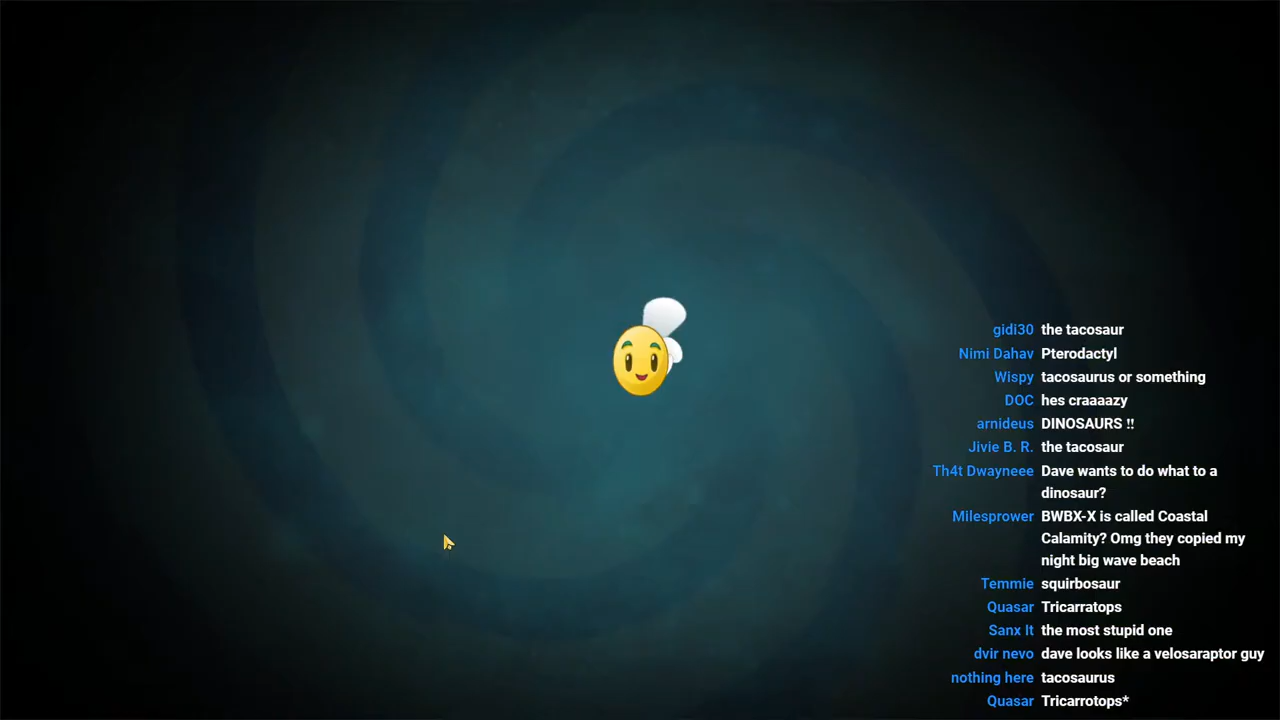 gidi30 the tacosaur
Nimi Dahav Pterodactyl
Wispy tacosaurus or something
DOC hes craaaazy
arnideus DINOSAURS ‼
Jivie B. R. the tacosaur
Th4t Dwayneee Dave wants to do what to a
dinosaur?
Milesprower BWBX-X is called Coastal
Calamity? Omg they copied my
night big wave beach
Temmie squirbosaur
Quasar Tricarratops
Sanx It the most stupid one
dvir nevo dave looks like a velosaraptor guy
nothing here tacosaurus
Quasar Tricarrotops*